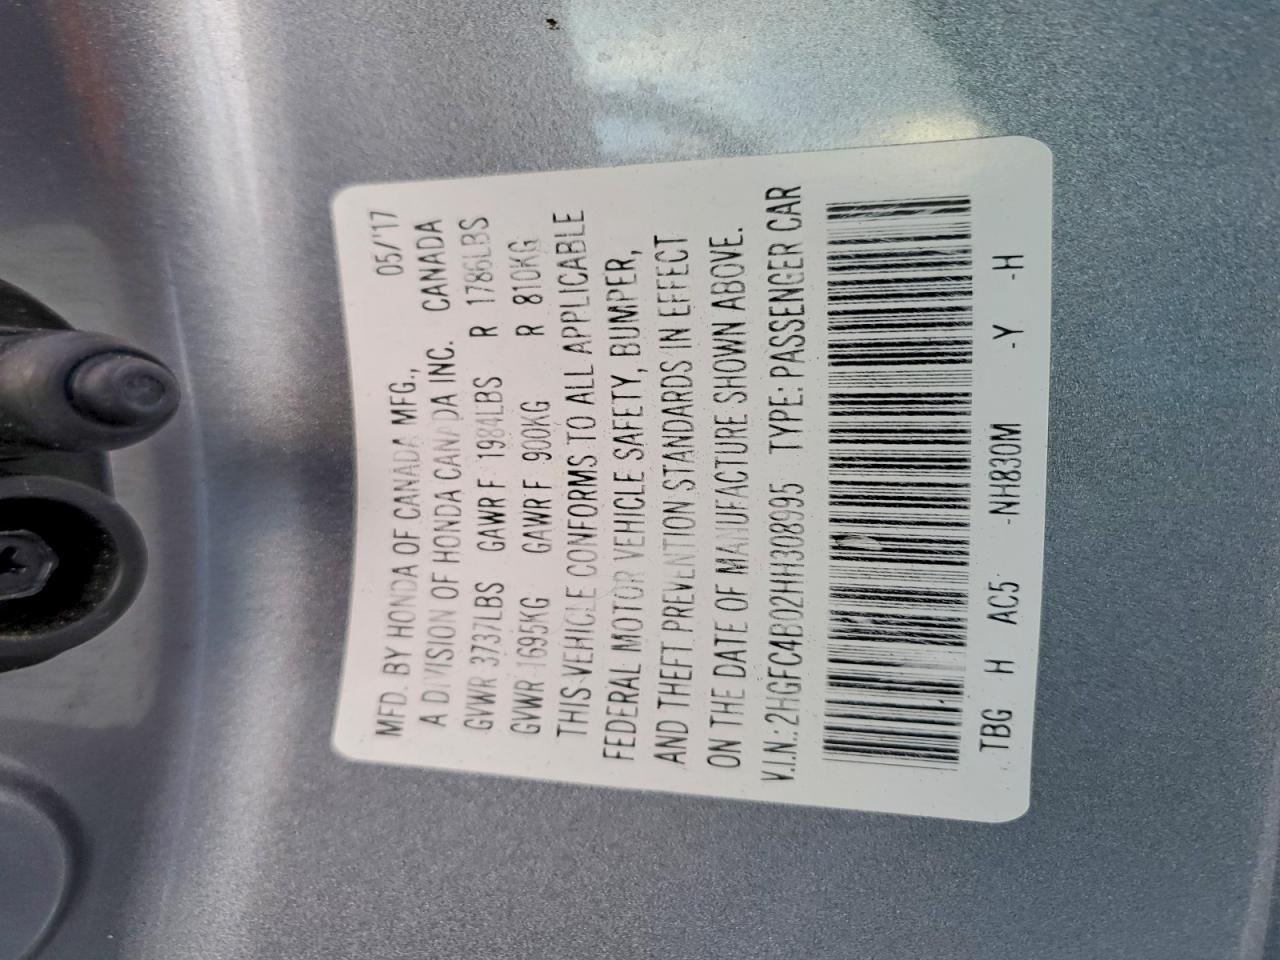 MFD. BY HONDA OF CANADA MFG., 05/'17
A DIVISION OF HONDA CANADA INC. CANADA
GVWR 3737LBS GAWR F 1984LBS R 1786LBS
GVWR 1695KG GAWR F 900KG R 810KG
THIS VEHICLE CONFORMS TO ALL APPLICABLE
FEDERAL MOTOR VEHICLE SAFETY, BUMPER,
AND THEFT PREVENTION STANDARDS IN EFFECT
ON THE DATE OF MANUFACTURE SHOWN ABOVE.
V.I.N.: 2HGFC4B02HH308995 TYPE: PASSENGER CAR
TBG H AC5 -NH830M -Y -H